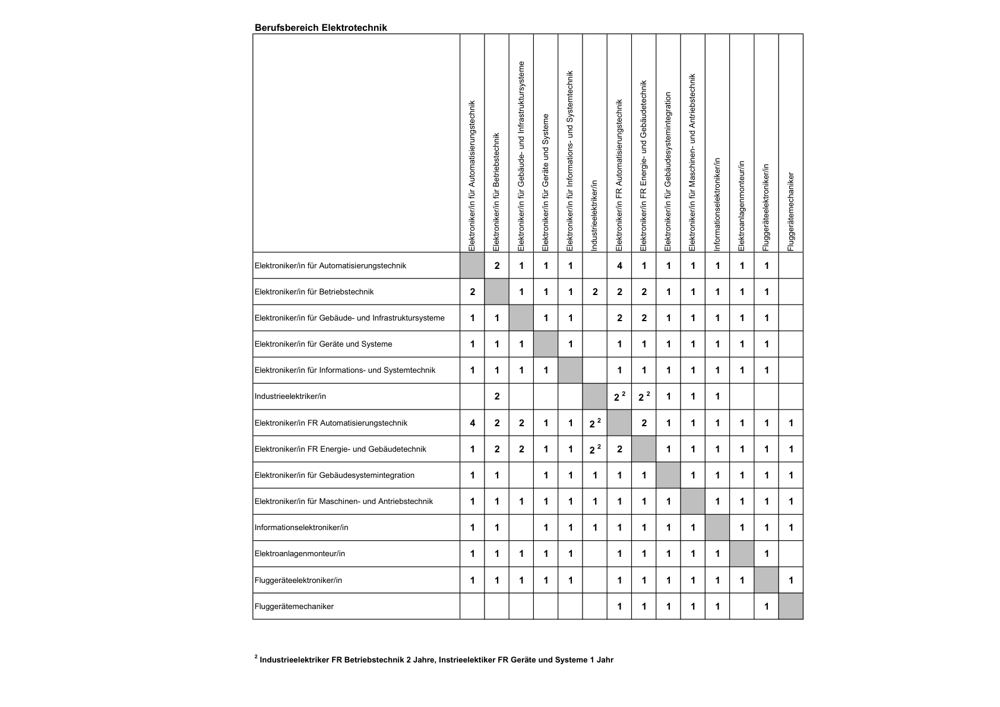 Berufsbereich Elektrotechnik
Elektroniker/in für Automatisierungstechnik
Elektroniker/in für Betriebstechnik
Elektroniker/in für Gebäude- und Infrastruktursysteme
Elektroniker/in für Geräte und Systeme
Elektroniker/in für Informations- und Systemtechnik
Industrieelektriker/in
Elektroniker/in FR Automatisierungstechnik
Elektroniker/in FR Energie- und Gebäudetechnik
Elektroniker/in für Gebäudesystemintegration
Elektroniker/in für Maschinen- und Antriebstechnik
Informationselektroniker/in
Elektroanlagenmonteur/in
Fluggeräteelektroniker/in
Fluggerätemechaniker
Elektroniker/in für Automatisierungstechnik 2 1 1 1 4 1 1 1 1 1 1
Elektroniker/in für Betriebstechnik 2 1 1 1 2 2 2 1 1 1 1 1
Elektroniker/in für Gebäude- und Infrastruktursysteme 1 1 1 1 2 2 1 1 1 1 1
Elektroniker/in für Geräte und Systeme 1 1 1 1 1 1 1 1 1 1 1
Elektroniker/in für Informations- und Systemtechnik 1 1 1 1 1 1 1 1 1 1 1
Industrieelektriker/in 2 2 ² 2 ² 1 1 1
Elektroniker/in FR Automatisierungstechnik 4 2 2 1 1 2 ² 2 1 1 1 1 1 1
Elektroniker/in FR Energie- und Gebäudetechnik 1 2 2 1 1 2 ² 2 1 1 1 1 1 1
Elektroniker/in für Gebäudesystemintegration 1 1 1 1 1 1 1 1 1 1 1 1
Elektroniker/in für Maschinen- und Antriebstechnik 1 1 1 1 1 1 1 1 1 1 1 1 1
Informationselektroniker/in 1 1 1 1 1 1 1 1 1 1 1 1
Elektroanlagenmonteur/in 1 1 1 1 1 1 1 1 1 1 1
Fluggeräteelektroniker/in 1 1 1 1 1 1 1 1 1 1 1 1
Fluggerätemechaniker 1 1 1 1 1 1
² Industrieelektriker FR Betriebstechnik 2 Jahre, Instrieelektiker FR Geräte und Systeme 1 Jahr